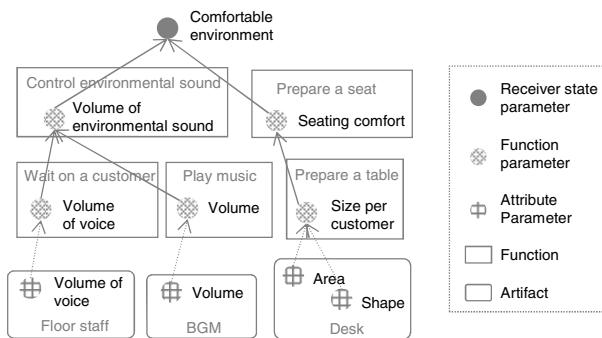 Comfortable
environment
Control environmental sound
Volume of
environmental sound
Prepare a seat
Seating comfort
Wait on a customer
Volume
of voice
Play music
Volume
Prepare a table
Size per
customer
Volume of
voice
Floor staff
Volume
BGM
Area
Shape
Desk
Receiver state
parameter
Function
parameter
Attribute
Parameter
Function
Artifact